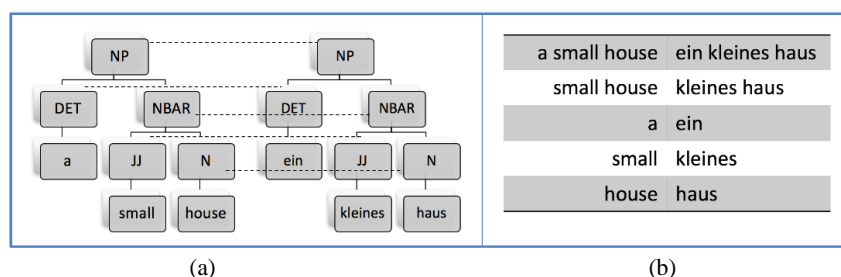 NP NP
DET NBAR DET NBAR
a JJ N ein JJ N
small house kleines haus
a small house ein kleines haus
small house kleines haus
a ein
small kleines
house haus
(a) (b)